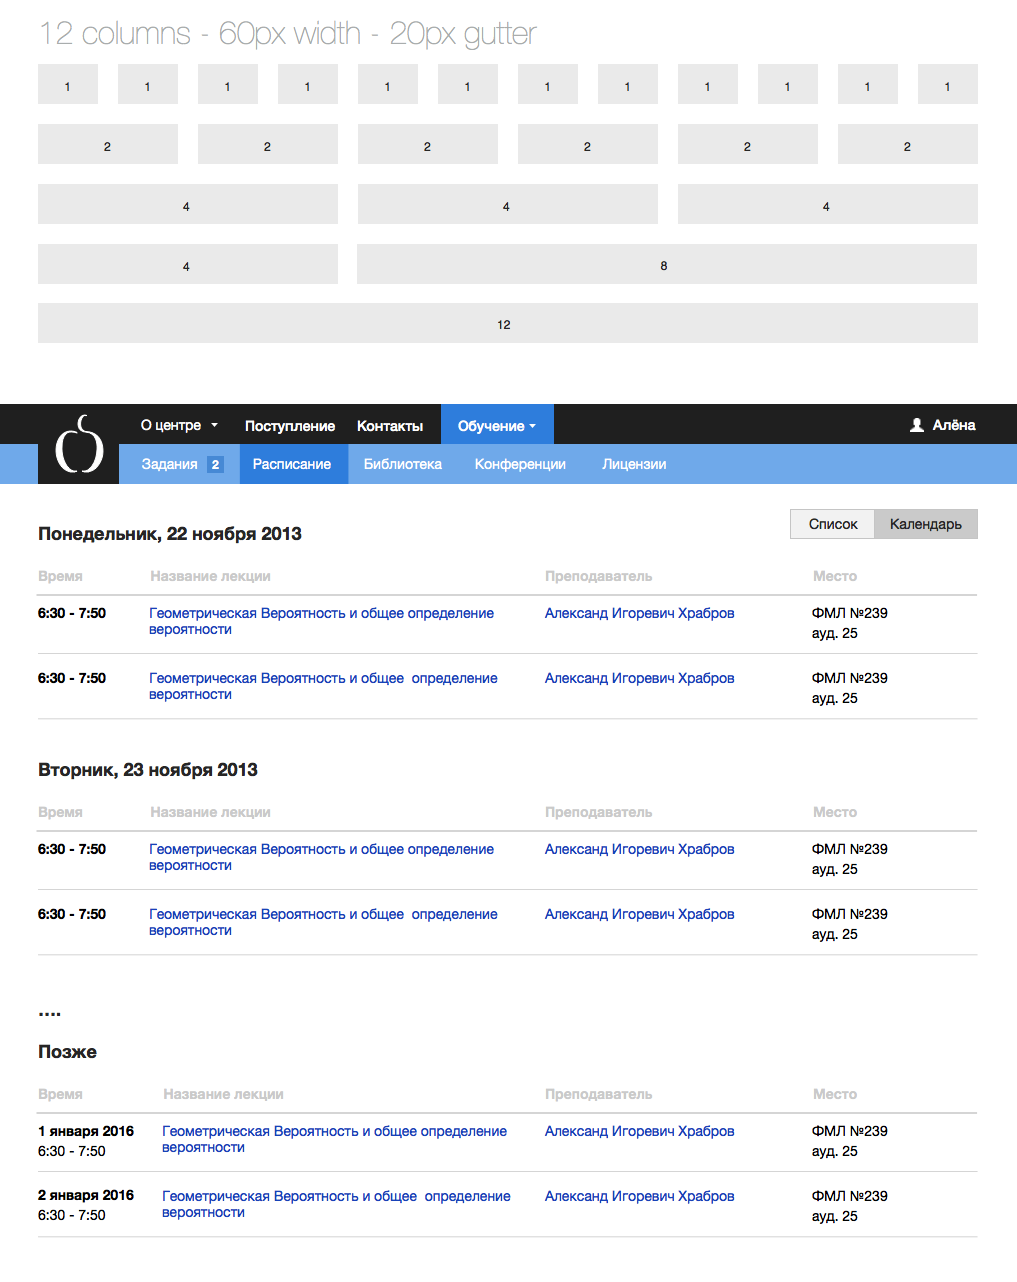 12 columns - 60px width - 20px gutter
1 1 1 1 1 1 1 1 1 1 1 1
2 2 2 2 2 2
4 4 4
4 8
12
О центре Поступление Контакты Обучение Алёна
Задания 2 Расписание Библиотека Конференции Лицензии
Список Календарь
Понедельник, 22 ноября 2013
Время Название лекции Преподаватель Место
6:30 - 7:50 Геометрическая Вероятность и общее определение Александ Игоревич Храбров ФМЛ №239
вероятности ауд. 25
6:30 - 7:50 Геометрическая Вероятность и общее определение Александ Игоревич Храбров ФМЛ №239
вероятности ауд. 25
Вторник, 23 ноября 2013
Время Название лекции Преподаватель Место
6:30 - 7:50 Геометрическая Вероятность и общее определение Александ Игоревич Храбров ФМЛ №239
вероятности ауд. 25
6:30 - 7:50 Геометрическая Вероятность и общее определение Александ Игоревич Храбров ФМЛ №239
вероятности ауд. 25
....
Позже
Время Название лекции Преподаватель Место
1 января 2016 Геометрическая Вероятность и общее определение Александ Игоревич Храбров ФМЛ №239
6:30 - 7:50 вероятности ауд. 25
2 января 2016 Геометрическая Вероятность и общее определение Александ Игоревич Храбров ФМЛ №239
6:30 - 7:50 вероятности ауд. 25